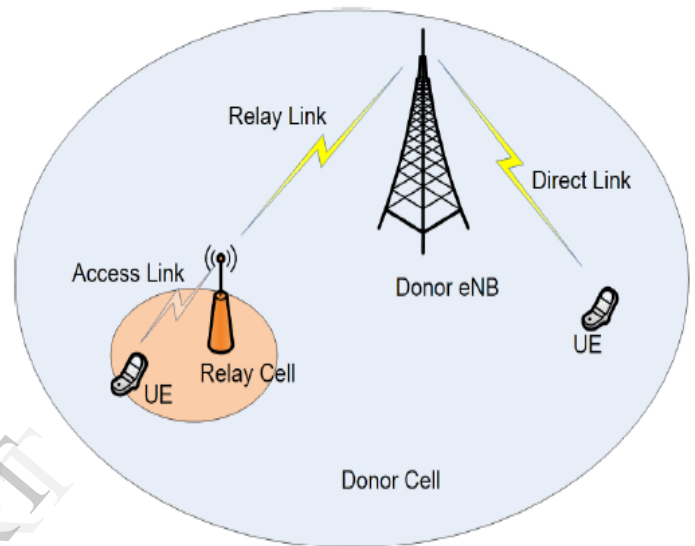 Relay Link
Direct Link
Access Link
Donor eNB
UE
Relay Cell
UE
Donor Cell